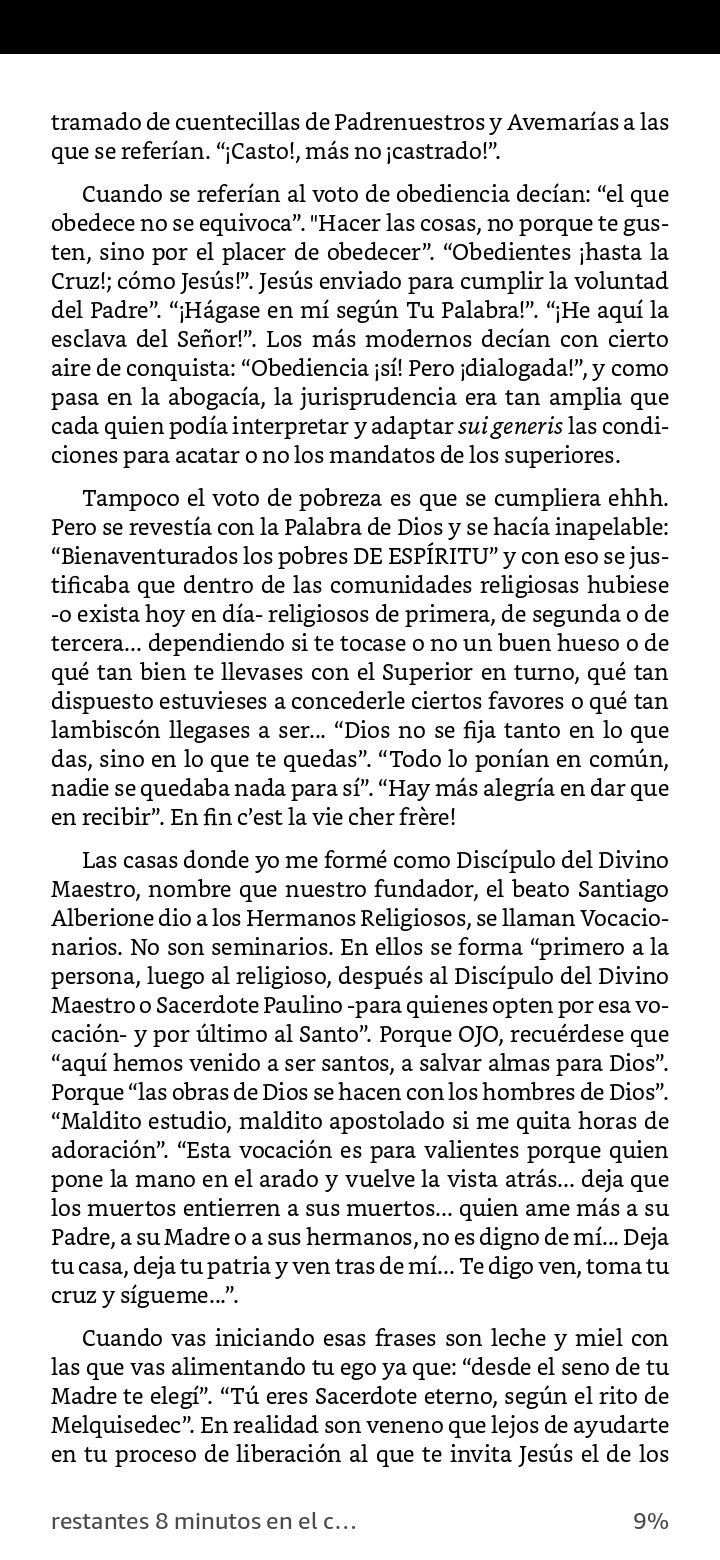 tramado de cuentecillas de Padrenuestros y Avemarías a las
que se referían. “¡Casto!, más no ¡castrado!”.
Cuando se referían al voto de obediencia decían: “el que
obedece no se equivoca”. "Hacer las cosas, no porque te gus-
ten, sino por el placer de obedecer”. “Obedientes ¡hasta la
Cruz!; cómo Jesús!”. Jesús enviado para cumplir la voluntad
del Padre”. “¡Hágase en mí según Tu Palabra!”. “¡He aquí la
esclava del Señor!”. Los más modernos decían con cierto
aire de conquista: “Obediencia ¡sí! Pero ¡dialogada!”, y como
pasa en la abogacía, la jurisprudencia era tan amplia que
cada quien podía interpretar y adaptar sui generis las condi-
ciones para acatar o no los mandatos de los superiores.
Tampoco el voto de pobreza es que se cumpliera ehhh.
Pero se revestía con la Palabra de Dios y se hacía inapelable:
“Bienaventurados los pobres DE ESPÍRITU” y con eso se jus-
tificaba que dentro de las comunidades religiosas hubiese
-o exista hoy en día- religiosos de primera, de segunda o de
tercera... dependiendo si te tocase o no un buen hueso o de
qué tan bien te llevases con el Superior en turno, qué tan
dispuesto estuvieses a concederle ciertos favores o qué tan
lambiscón llegases a ser... “Dios no se fija tanto en lo que
das, sino en lo que te quedas”. “Todo lo ponían en común,
nadie se quedaba nada para sí”. “Hay más alegría en dar que
en recibir”. En fin c’est la vie cher frère!
Las casas donde yo me formé como Discípulo del Divino
Maestro, nombre que nuestro fundador, el beato Santiago
Alberione dio a los Hermanos Religiosos, se llaman Vocacio-
narios. No son seminarios. En ellos se forma “primero a la
persona, luego al religioso, después al Discípulo del Divino
Maestro o Sacerdote Paulino -para quienes opten por esa vo-
cación- y por último al Santo”. Porque OJO, recuérdese que
“aquí hemos venido a ser santos, a salvar almas para Dios”.
Porque “las obras de Dios se hacen con los hombres de Dios”.
“Maldito estudio, maldito apostolado si me quita horas de
adoración”. “Esta vocación es para valientes porque quien
pone la mano en el arado y vuelve la vista atrás... deja que
los muertos entierren a sus muertos... quien ame más a su
Padre, a su Madre o a sus hermanos, no es digno de mí... Deja
tu casa, deja tu patria y ven tras de mí... Te digo ven, toma tu
cruz y sígueme...”.
Cuando vas iniciando esas frases son leche y miel con
las que vas alimentando tu ego ya que: “desde el seno de tu
Madre te elegí”. “Tú eres Sacerdote eterno, según el rito de
Melquisedec”. En realidad son veneno que lejos de ayudarte
en tu proceso de liberación al que te invita Jesús el de los
restantes 8 minutos en el c... 9%